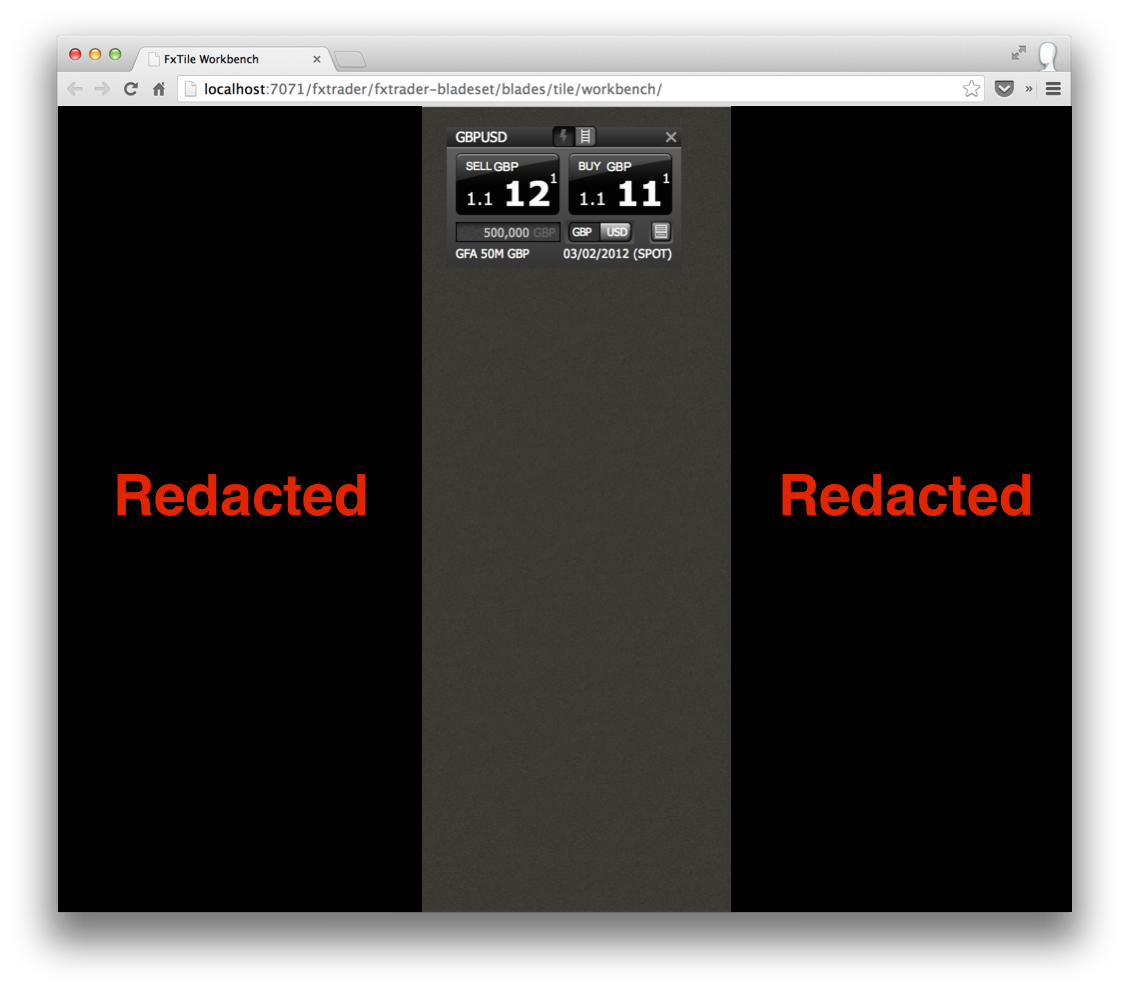 FxTile Workbench
localhost:7071/fxtrader/fxtrader-bladeset/blades/tile/workbench/
GBPUSD
SELL GBP
1.1 12 1
BUY GBP
1.1 11 1
500,000 GBP
GBP USD
GFA 50M GBP 03/02/2012 (SPOT)
Redacted Redacted